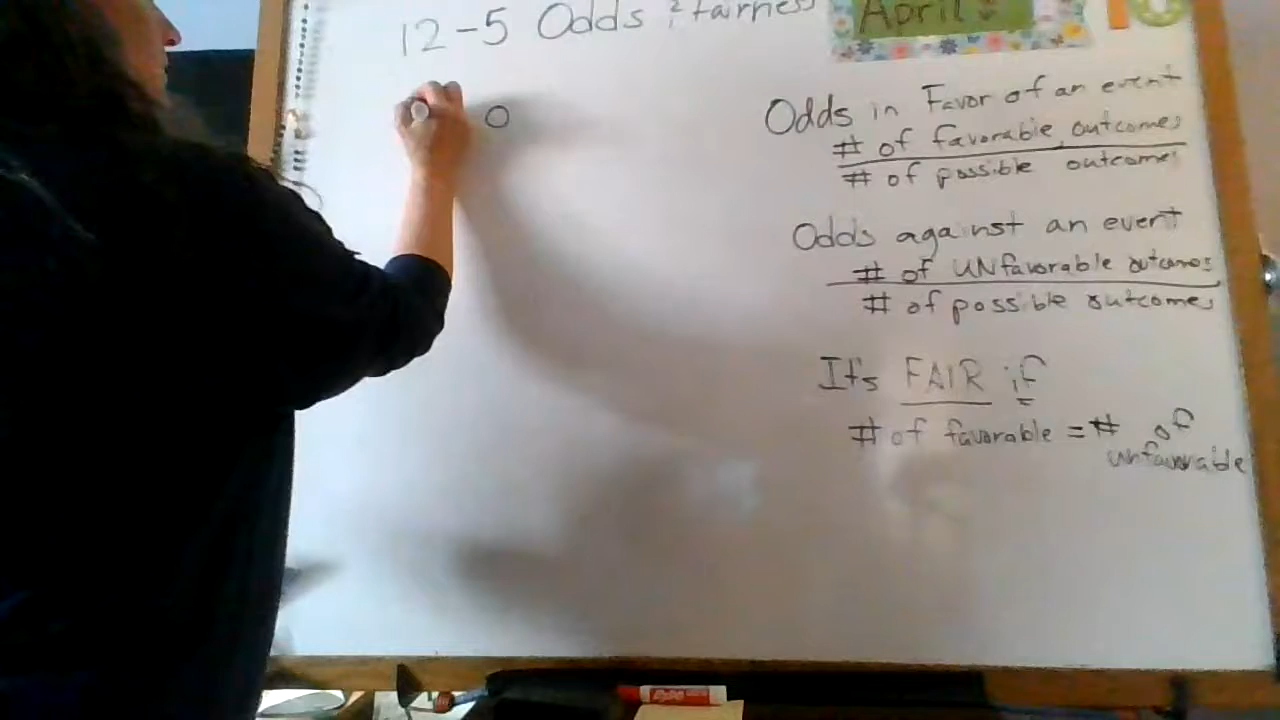 12-5 Odds & fairness
April
10
O
Odds in Favor of an event
# of favorable outcomes
# of possible outcomes
Odds against an event
# of UNfavorable outcomes
# of possible outcomes
It's FAIR if
# of favorable = # of
unfavorable